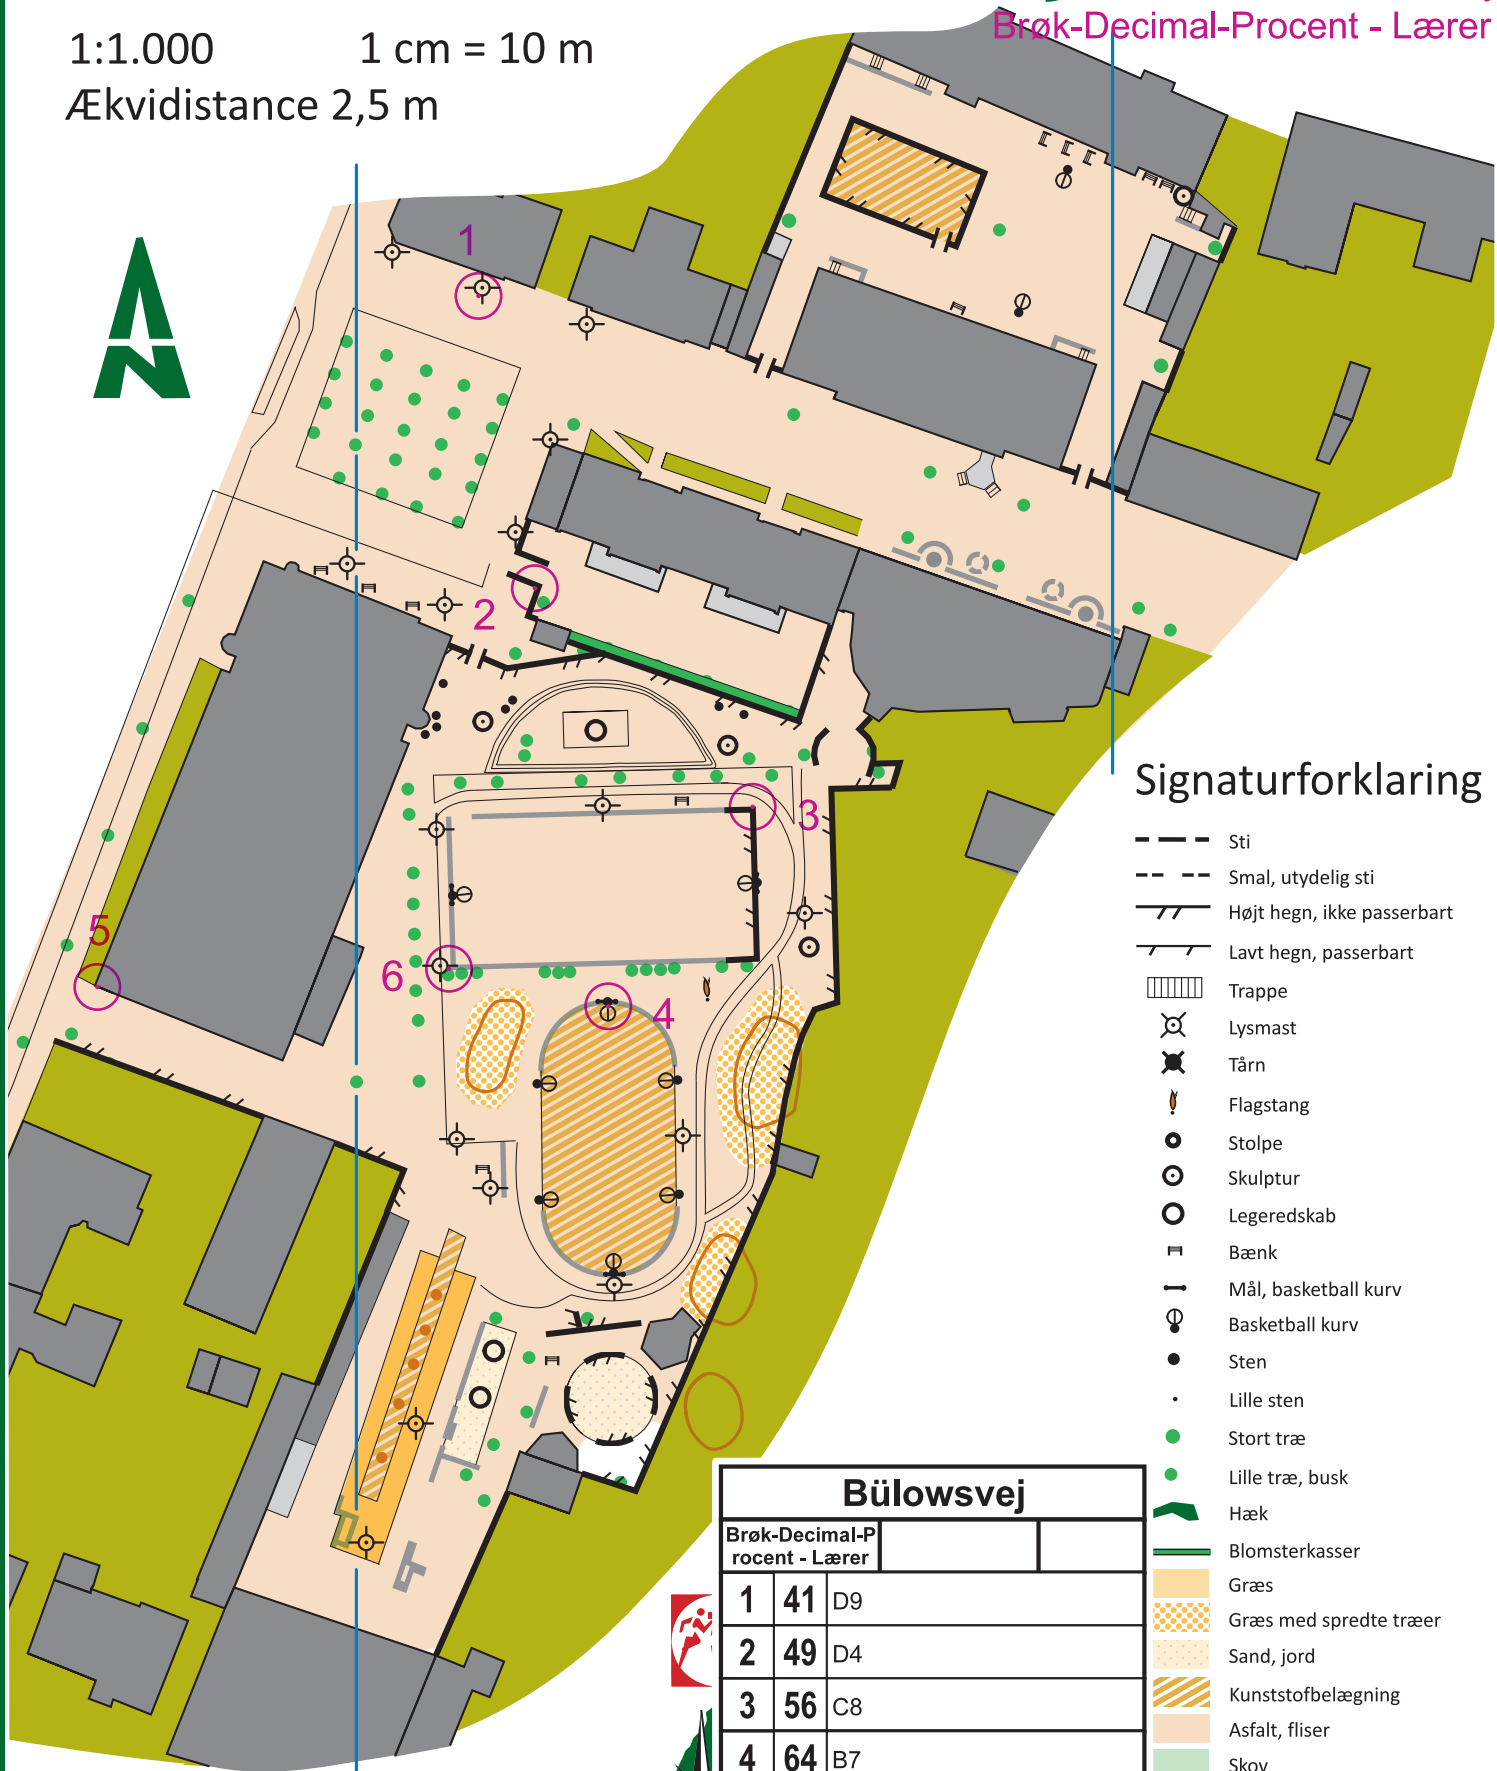 Brøk-Decimal-Procent - Lærer
1:1.000 1 cm = 10 m
Ækvidistance 2,5 m
N
1
2
3
5
6
4
Signaturforklaring
Sti
Smal, utydelig sti
Højt hegn, ikke passerbart
Lavt hegn, passerbart
Trappe
Lysmast
Tårn
Flagstang
Stolpe
Skulptur
Legeredskab
Bænk
Mål, basketball kurv
Basketball kurv
Sten
Lille sten
Stort træ
Lille træ, busk
Hæk
Blomsterkasser
Græs
Græs med spredte træer
Sand, jord
Kunststofbelægning
Asfalt, fliser
Skov
Bülowsvej
Brøk-Decimal-P
rocent - Lærer
1 41 D9
2 49 D4
3 56 C8
4 64 B7